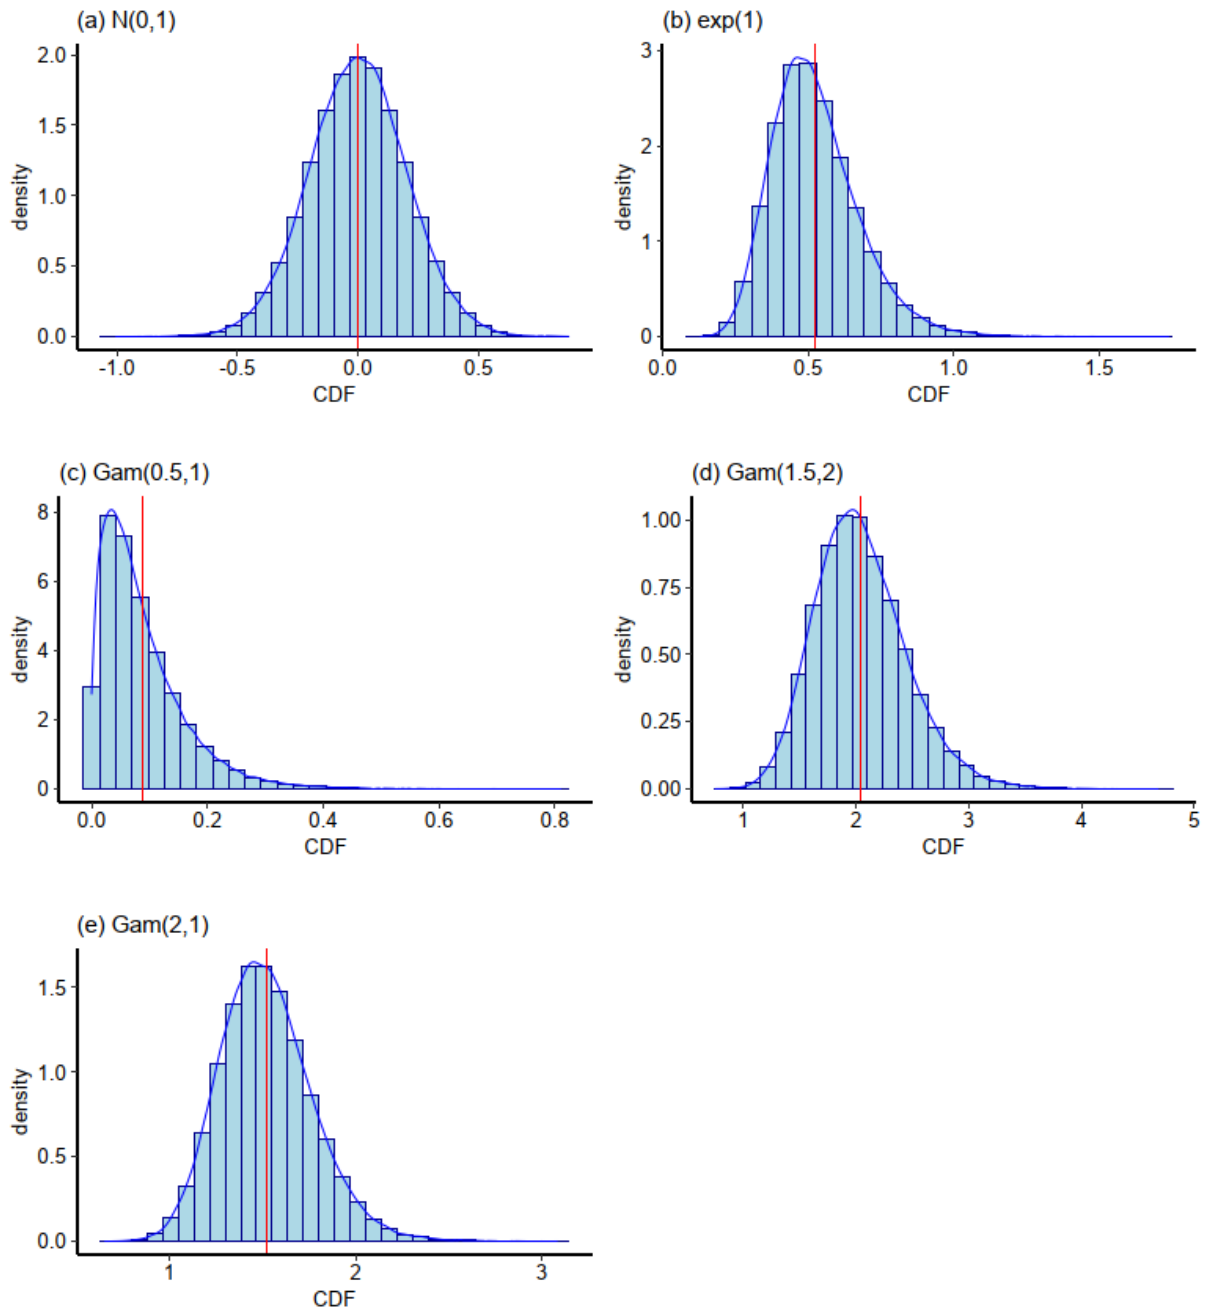 (a) N(0,1)
2.0
1.5
1.0
0.5
0.0
density
-1.0 -0.5 0.0 0.5
CDF
(b) exp(1)
3
2
1
0
density
0.0 0.5 1.0 1.5
CDF
(c) Gam(0.5,1)
8
6
4
2
0
density
0.0 0.2 0.4 0.6 0.8
CDF
(d) Gam(1.5,2)
1.00
0.75
0.50
0.25
0.00
density
1 2 3 4 5
CDF
(e) Gam(2,1)
1.5
1.0
0.5
0.0
density
1 2 3
CDF